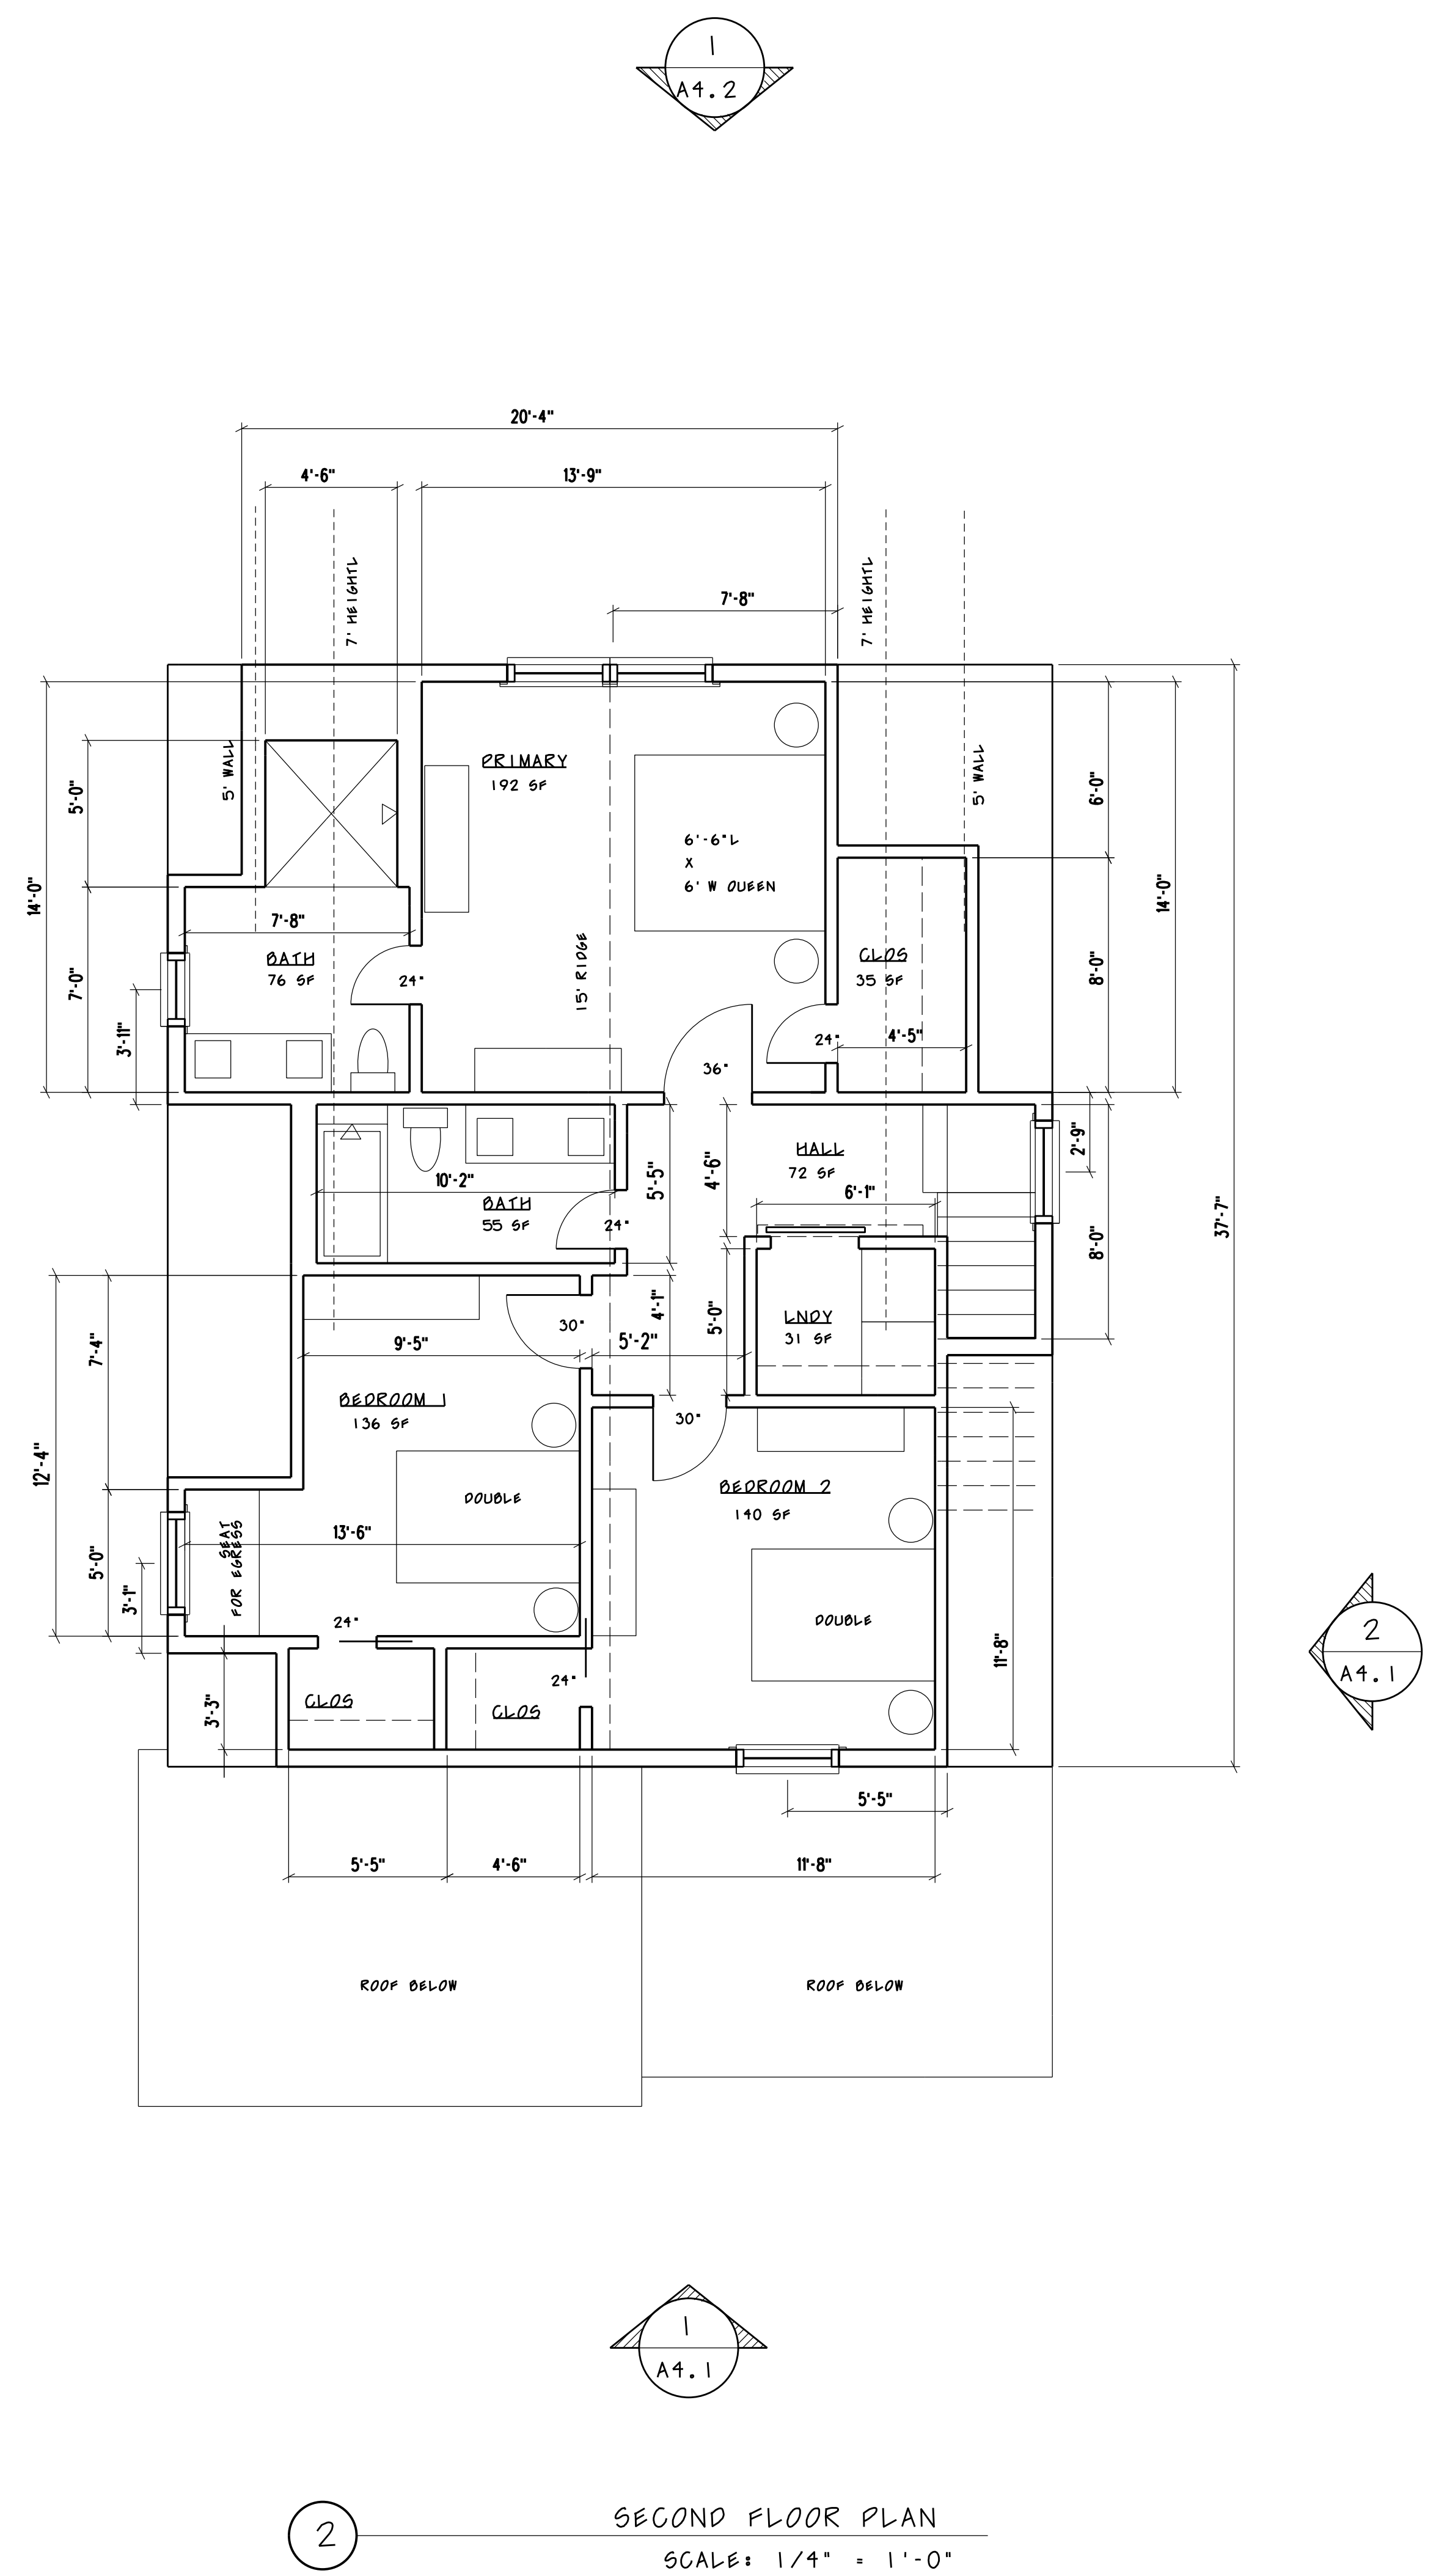 1
A4.2
20'-4"
4'-6"
13'-9"
7' HEIGHTL
7' HEIGHTL
7'-8"
5' WALL
5' WALL
PRIMARY
192 SF
5'-0"
6'-0"
6'-6"L
X
6' W QUEEN
14'-0"
14'-0"
7'-8"
BATH
76 SF
24"
15' RIDGE
CLOS
35 SF
7'-0"
8'-0"
3'-11"
24"
4'-5"
36"
HALL
72 SF
2'-9"
10'-2"
BATH
55 SF
24"
5'-5"
4'-6"
6'-1"
8'-0"
37'-7"
LNDY
31 SF
4'-1"
5'-0"
30"
9'-5"
5'-2"
7'-4"
BEDROOM 1
136 SF
30"
12'-4"
DOUBLE
BEDROOM 2
140 SF
13'-6"
SEAT
FOR EGRESS
5'-0"
3'-1"
24"
DOUBLE
11'-8"
2
A4.1
24"
3'-3"
CLOS
CLOS
5'-5"
5'-5"
4'-6"
11'-8"
ROOF BELOW
ROOF BELOW
1
A4.1
2
SECOND FLOOR PLAN
SCALE: 1/4" = 1'-0"